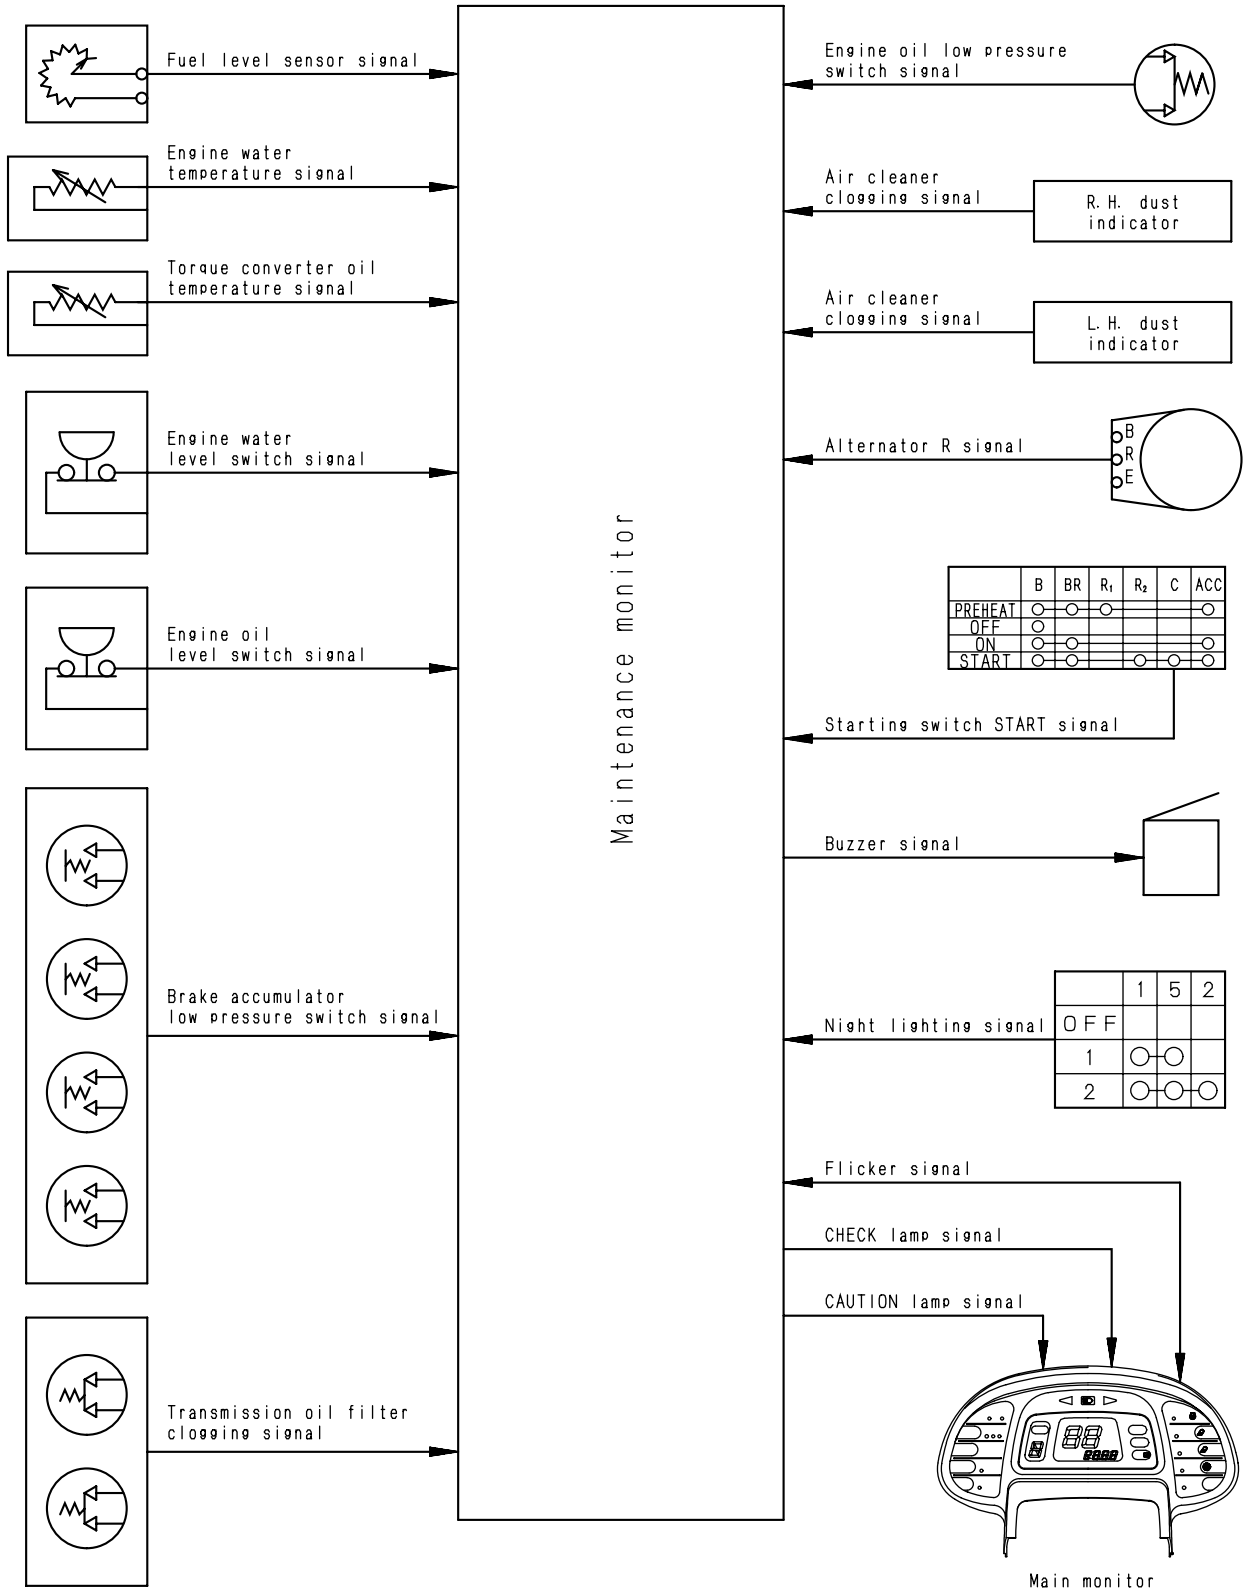 Fuel level sensor signal
Engine water
temperature signal
Torque converter oil
temperature signal
Engine water
level switch signal
Engine oil
level switch signal
Brake accumulator
low pressure switch signal
Transmission oil filter
clogging signal
Maintenance monitor
Engine oil low pressure
switch signal
Air cleaner
clogging signal
R. H. dust
indicator
Air cleaner
clogging signal
L. H. dust
indicator
Alternator R signal
B
R
E
B BR R₁ R₂ C ACC
PREHEAT
OFF
ON
START
Starting switch START signal
Buzzer signal
Night lighting signal
1 5 2
OFF
1
2
Flicker signal
CHECK lamp signal
CAUTION lamp signal
Main monitor